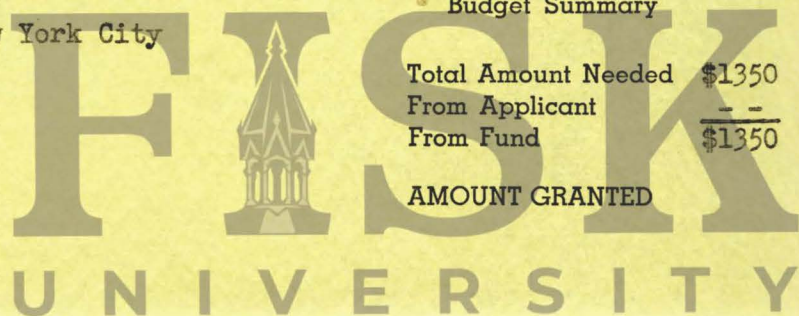 Budget Summary
York City
Total Amount Needed $1350
From Applicant - -
From Fund $1350
AMOUNT GRANTED
FISK
UNIVERSITY